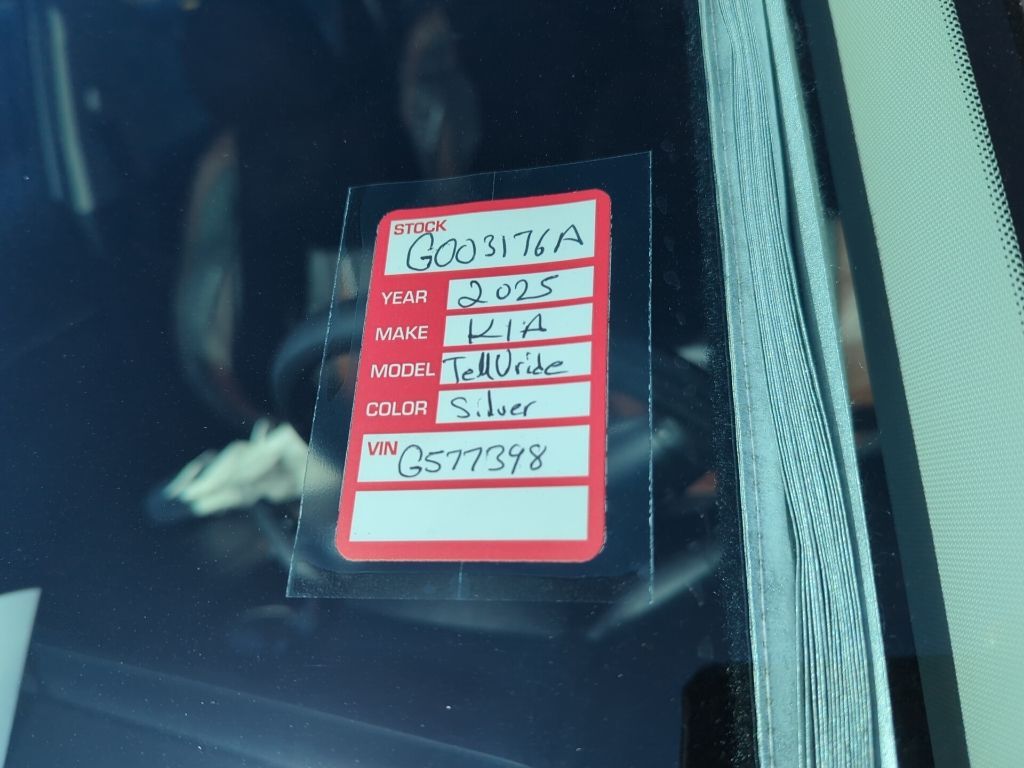 STOCK
G003176A
YEAR 2025
MAKE KIA
MODEL TellUride
COLOR Silver
VIN G577398